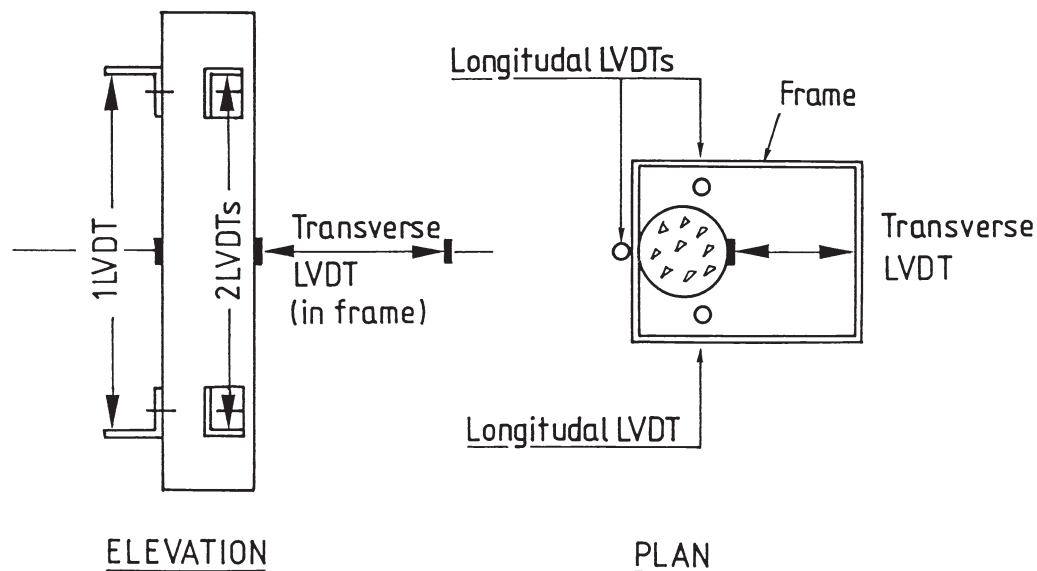 Longitudal LVDTs
Frame
1LVDT
2LVDTs
Transverse
LVDT
(in frame)
Transverse
LVDT
Longitudal LVDT
ELEVATION
PLAN